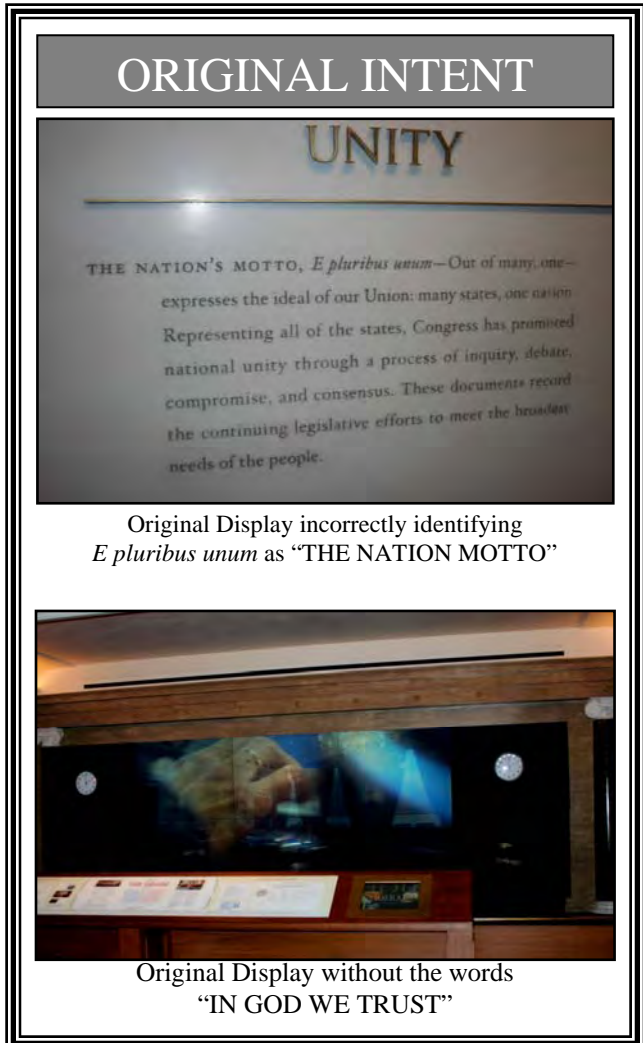 ORIGINAL INTENT
UNITY
THE NATION'S MOTTO, E pluribus unum—Out of many, one—
expresses the ideal of our Union: many states, one nation
Representing all of the states, Congress has promoted
national unity through a process of inquiry, debate,
compromise, and consensus. These documents record
the continuing legislative efforts to meet the broadest
needs of the people.
Original Display incorrectly identifying
E pluribus unum as “THE NATION MOTTO”
Original Display without the words
“IN GOD WE TRUST”